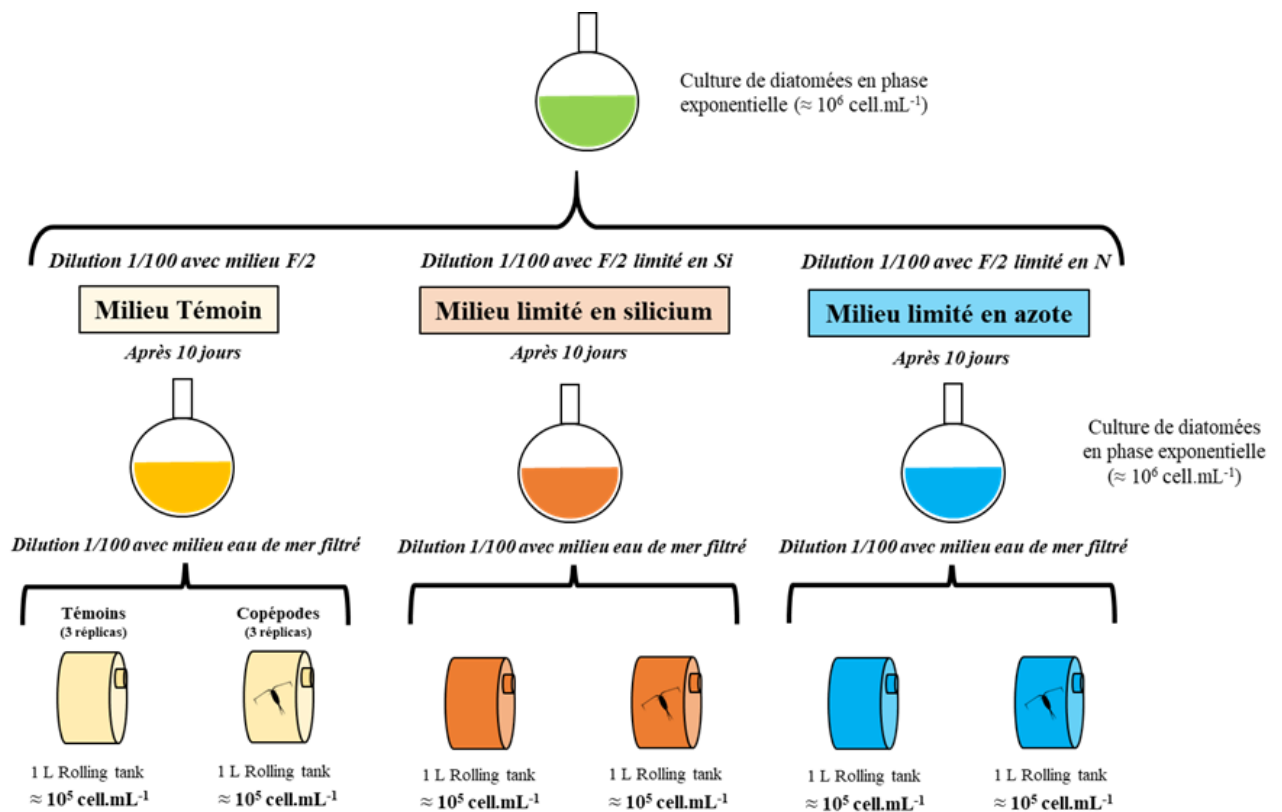 Culture de diatomées en phase
exponentielle (≈ 10⁶ cell.mL⁻¹)
Dilution 1/100 avec milieu F/2
Dilution 1/100 avec F/2 limité en Si
Dilution 1/100 avec F/2 limité en N
Milieu Témoin
Milieu limité en silicium
Milieu limité en azote
Après 10 jours
Après 10 jours
Après 10 jours
Culture de diatomées
en phase exponentielle
(≈ 10⁶ cell.mL⁻¹)
Dilution 1/100 avec milieu eau de mer filtré
Dilution 1/100 avec milieu eau de mer filtré
Dilution 1/100 avec milieu eau de mer filtré
Témoins
(3 réplicas)
Copépodes
(3 réplicas)
1 L Rolling tank
≈ 10⁵ cell.mL⁻¹
1 L Rolling tank
≈ 10⁵ cell.mL⁻¹
1 L Rolling tank
≈ 10⁵ cell.mL⁻¹
1 L Rolling tank
≈ 10⁵ cell.mL⁻¹
1 L Rolling tank
≈ 10⁵ cell.mL⁻¹
1 L Rolling tank
≈ 10⁵ cell.mL⁻¹